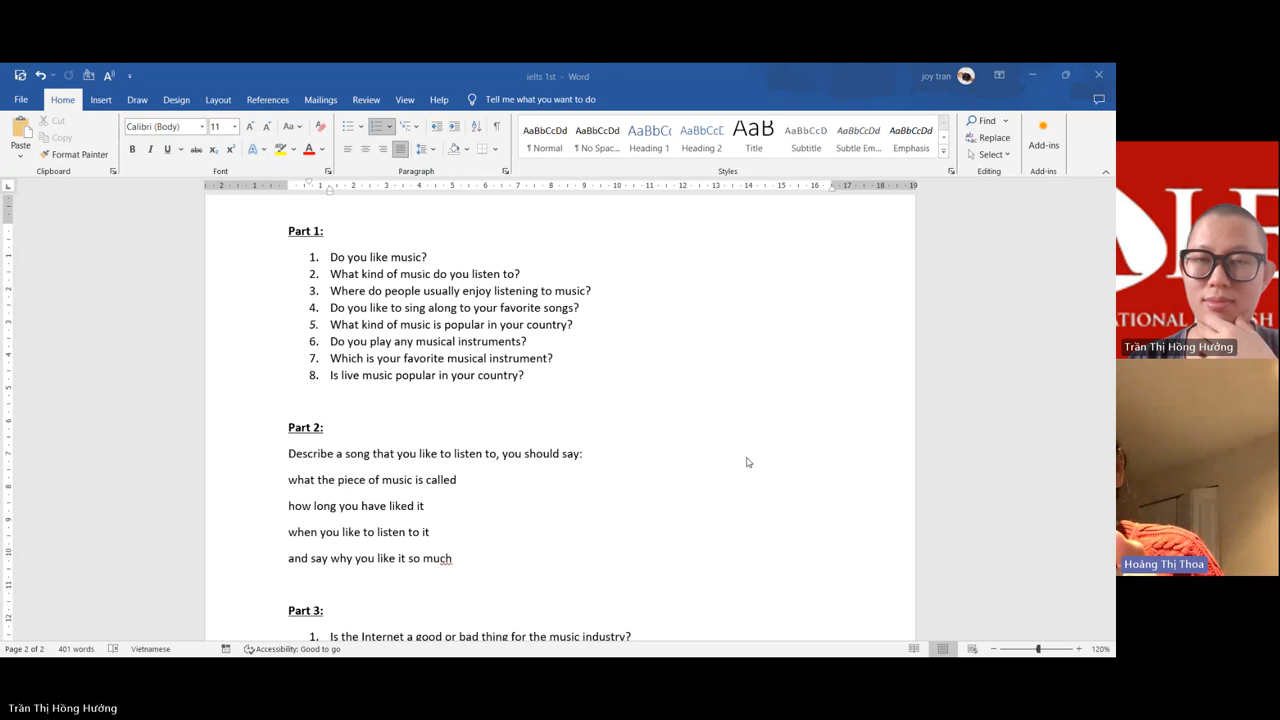 ielts 1st - Word
joy tran
File Home Insert Draw Design Layout References Mailings Review View Help Tell me what you want to do
Paste
Cut
Copy
Format Painter
Clipboard
Calibri (Body) 11
Font
Paragraph
AaBbCcDd AaBbCcDd AaBbCc AaBbCcD AaB AaBbCcD AaBbCcDd AaBbCcDd
¶ Normal ¶ No Spac... Heading 1 Heading 2 Title Subtitle Subtle Em... Emphasis
Styles
Find
Replace
Select
Editing
Add-ins
Add-ins
Part 1:
1. Do you like music?
2. What kind of music do you listen to?
3. Where do people usually enjoy listening to music?
4. Do you like to sing along to your favorite songs?
5. What kind of music is popular in your country?
6. Do you play any musical instruments?
7. Which is your favorite musical instrument?
8. Is live music popular in your country?
Part 2:
Describe a song that you like to listen to, you should say:
what the piece of music is called
how long you have liked it
when you like to listen to it
and say why you like it so much
Part 3:
1. Is the Internet a good or bad thing for the music industry?
Page 2 of 2 401 words Vietnamese Accessibility: Good to go 120%
Trần Thị Hồng Hưởng
Hoàng Thị Thoa
Trần Thị Hồng Hưởng